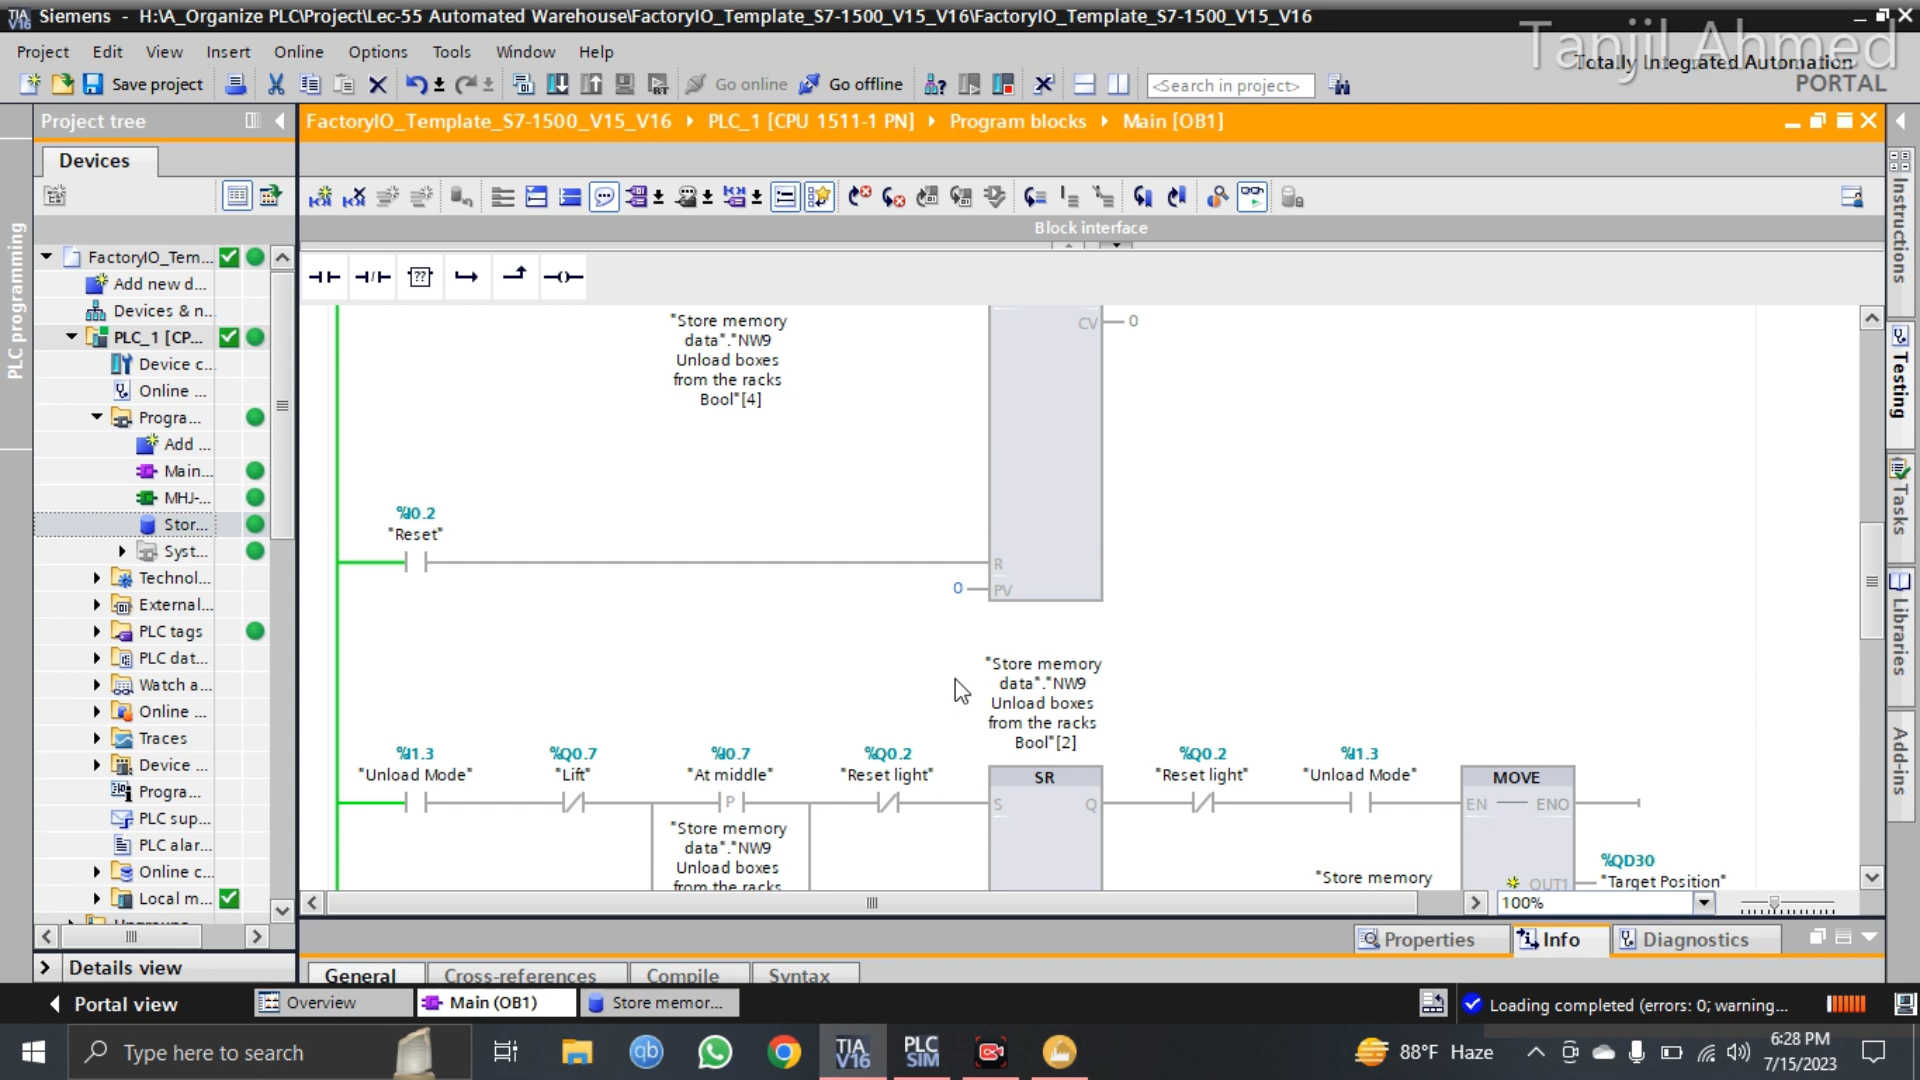 Siemens - H:\A_Organize PLC\Project\Lec-55 Automated Warehouse\FactoryIO_Template_S7-1500_V15_V16\FactoryIO_Template_S7-1500_V15_V16
Tanjil Ahmed
Project Edit View Insert Online Options Tools Window Help
Totally Integrated Automation
PORTAL
Save project
Go online
Go offline
<Search in project>
Project tree
FactoryIO_Template_S7-1500_V15_V16 PLC_1 [CPU 1511-1 PN] Program blocks Main [OB1]
Devices
Block interface
PLC programming
FactoryIO_Tem...
Add new d...
Devices & n...
PLC_1 [CP...
Device c...
Online ...
Progra...
Add ...
Main...
MHJ-...
Stor...
Syst...
Technol...
External...
PLC tags
PLC dat...
Watch a...
Online ...
Traces
Device ...
Progra...
PLC sup...
PLC alar...
Online c...
Local m...
Details view
"Store memory
data"."NW9
Unload boxes
from the racks
Bool"[4]
CV
0
%I0.2
"Reset"
R
0
PV
"Store memory
data"."NW9
Unload boxes
from the racks
Bool"[2]
%I1.3
"Unload Mode"
%Q0.7
"Lift"
%I0.7
"At middle"
P
"Store memory
data"."NW9
Unload boxes
from the racks
%Q0.2
"Reset light"
SR
S
Q
%Q0.2
"Reset light"
%I1.3
"Unload Mode"
MOVE
EN
ENO
"Store memory
OUT1
%QD30
"Target Position"
100%
Instructions
Testing
Tasks
Libraries
Add-ins
Properties
Info
Diagnostics
General
Cross-references
Compile
Syntax
Portal view
Overview
Main (OB1)
Store memor...
Loading completed (errors: 0; warning...
Type here to search
qb
TIA
V16
PLC
SIM
88°F Haze
6:28 PM
7/15/2023